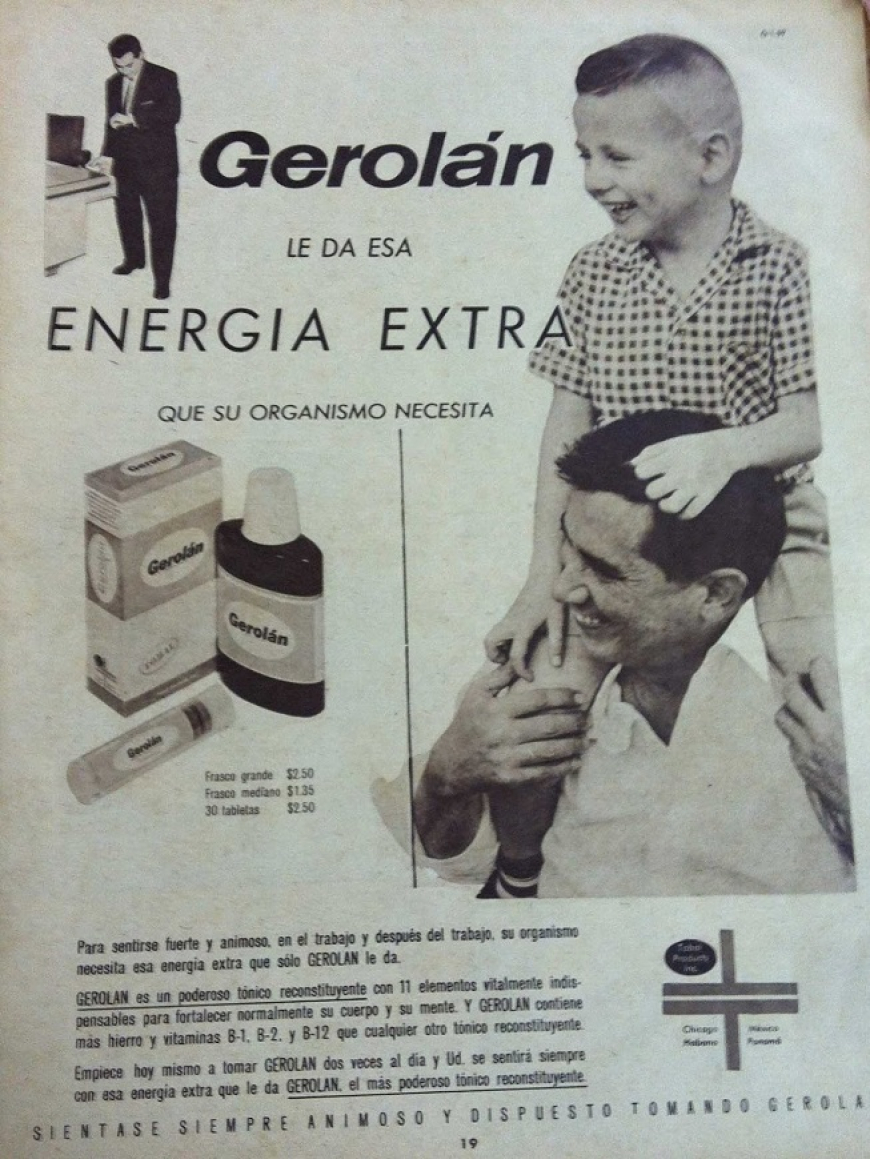 Gerolán
LE DA ESA
ENERGIA EXTRA
QUE SU ORGANISMO NECESITA
Gerolán
Gerolán
Gerolán
Gerolán
Frasco grande $2.50
Frasco mediano $1.35
30 tabletas $2.50
Para sentirse fuerte y animoso, en el trabajo y después del trabajo, su organismo
necesita esa energía extra que sólo GEROLAN le da.
GEROLAN es un poderoso tónico reconstituyente con 11 elementos vitalmente indis-
pensables para fortalecer normalmente su cuerpo y su mente. Y GEROLAN contiene
más hierro y vitaminas B-1, B-2, y B-12 que cualquier otro tónico reconstituyente.
Empiece hoy mismo a tomar GEROLAN dos veces al día y Ud. se sentirá siempre
con esa energía extra que le da GEROLAN, el más poderoso tónico reconstituyente.
Products
Inc.
Chicago México
Habana Panamá
SIENTASE SIEMPRE ANIMOSO Y DISPUESTO TOMANDO GEROLA
19